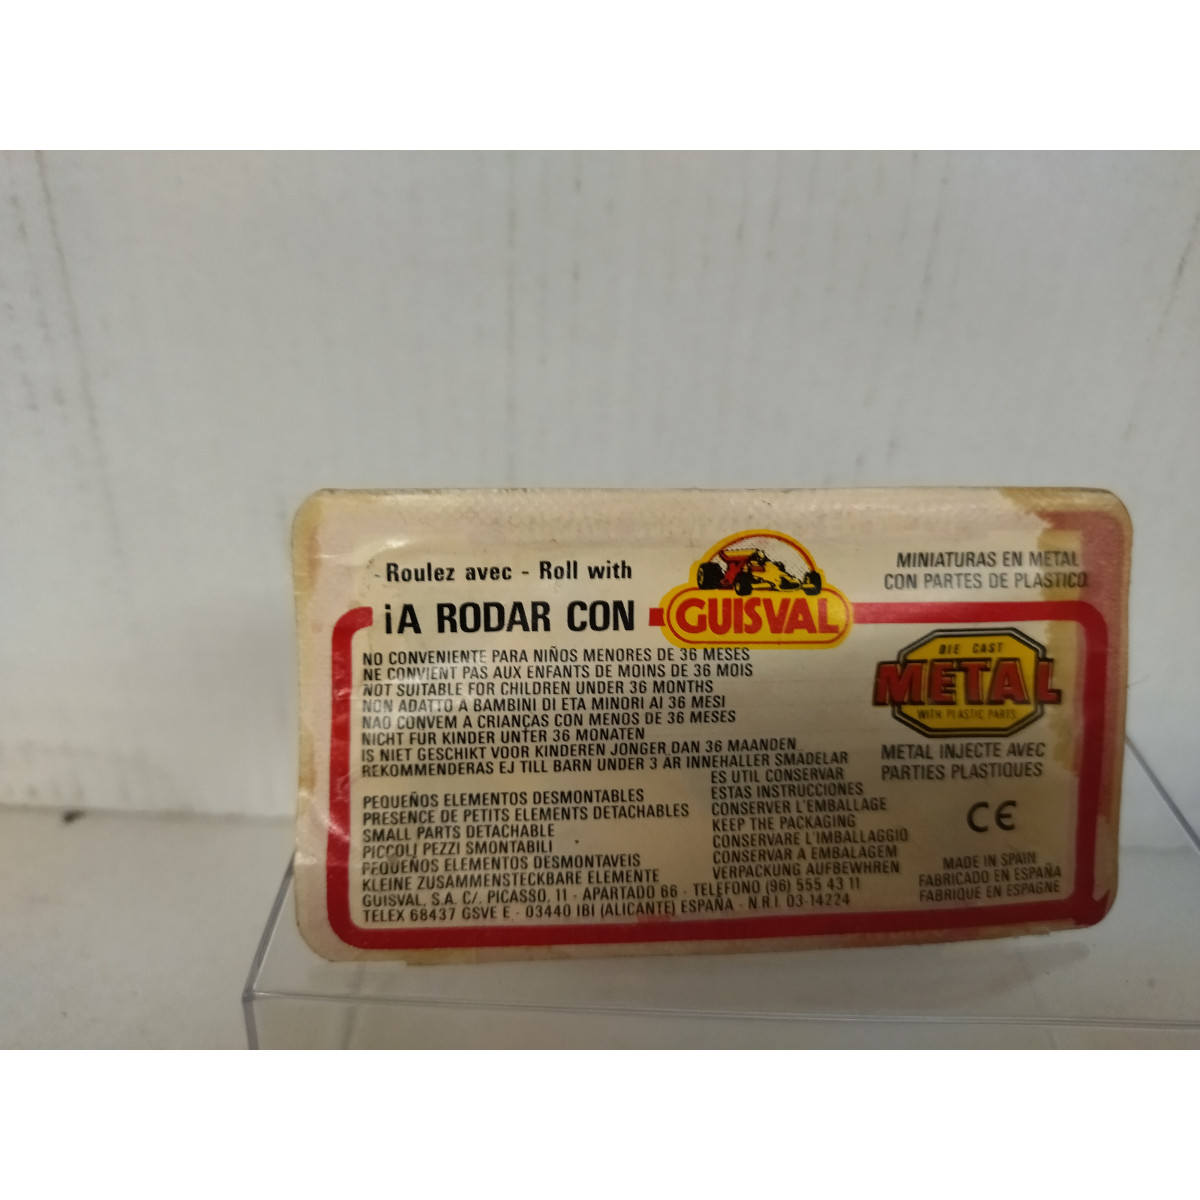 Roulez avec - Roll with
¡A RODAR CON GUISVAL
MINIATURAS EN METAL
CON PARTES DE PLASTICO
NO CONVENIENTE PARA NIÑOS MENORES DE 36 MESES
NE CONVIENT PAS AUX ENFANTS DE MOINS DE 36 MOIS
NOT SUITABLE FOR CHILDREN UNDER 36 MONTHS
NON ADATTO A BAMBINI DI ETA MINORI AI 36 MESI
NAO CONVEM A CRIANÇAS CON MENOS DE 36 MESES
NICHT FUR KINDER UNTER 36 MONATEN
IS NIET GESCHIKT VOOR KINDEREN JONGER DAN 36 MAANDEN
REKOMMENDERAS EJ TILL BARN UNDER 3 AR INNEHALLER SMADELAR
DIE CAST
METAL
WITH PLASTIC PARTS
METAL INJECTE AVEC
PARTIES PLASTIQUES
PEQUEÑOS ELEMENTOS DESMONTABLES
PRESENCE DE PETITS ELEMENTS DETACHABLES
SMALL PARTS DETACHABLE
PICCOLI PEZZI SMONTABILI
PEQUEÑOS ELEMENTOS DESMONTAVEIS
KLEINE ZUSAMMENSTECKBARE ELEMENTE
ES UTIL CONSERVAR
ESTAS INSTRUCCIONES
CONSERVER L'EMBALLAGE
KEEP THE PACKAGING
CONSERVARE L'IMBALLAGGIO
CONSERVAR A EMBALAGEM
VERPACKUNG AUFBEWHREN
GUISVAL, S.A. C/. PICASSO, 11 - APARTADO 66 - TELEFONO (96) 555 43 11
TELEX 68437 GSVE E - 03440 IBI (ALICANTE) ESPAÑA - N.R.I. 03-14224
CE
MADE IN SPAIN
FABRICADO EN ESPAÑA
FABRIQUE EN ESPAGNE